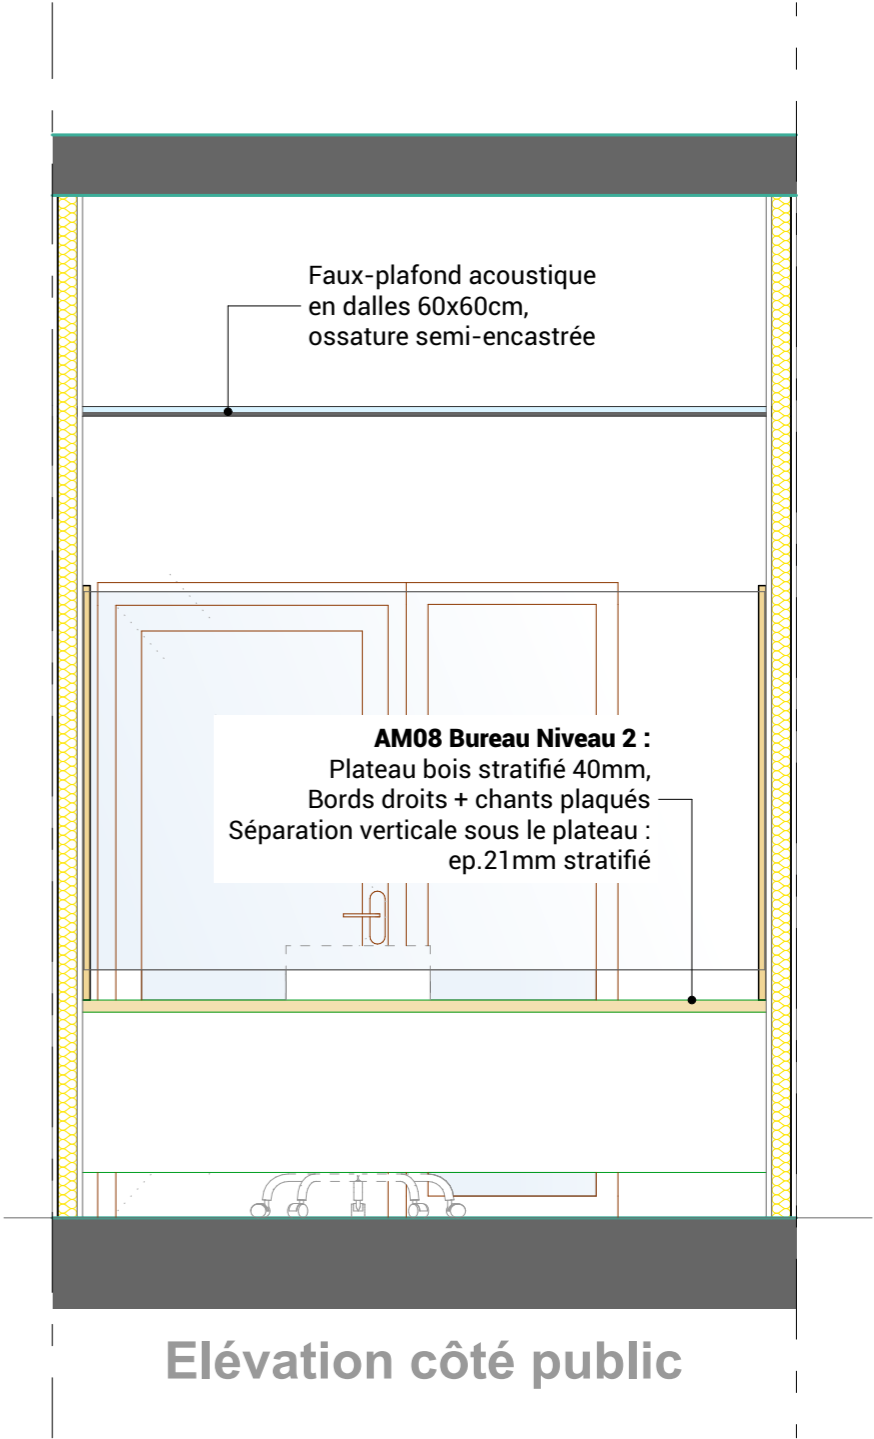 Faux-plafond acoustique
en dalles 60x60cm,
ossature semi-encastrée
AM08 Bureau Niveau 2 :
Plateau bois stratifié 40mm,
Bords droits + chants plaqués
Séparation verticale sous le plateau :
ep.21mm stratifié
Elévation côté public